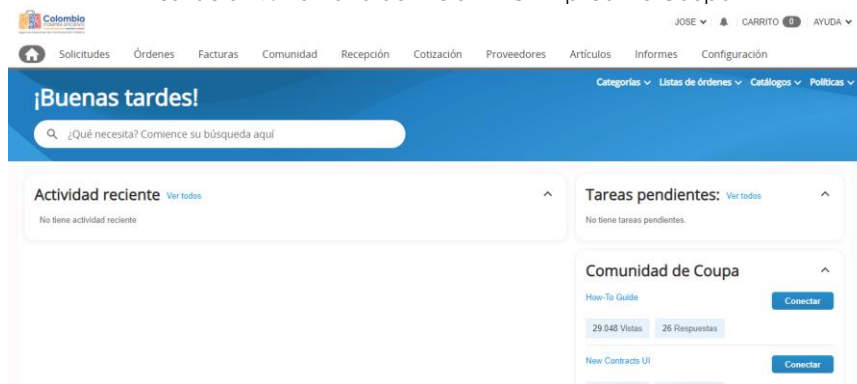 Colombia
COMPRA EFICIENTE
JOSE
CARRITO 0
AYUDA
Solicitudes Órdenes Facturas Comunidad Recepción Cotización Proveedores Artículos Informes Configuración
Categorías Listas de órdenes Catálogos Políticas
¡Buenas tardes!
¿Qué necesita? Comience su búsqueda aquí
Actividad reciente Ver todos
No tiene actividad reciente
Tareas pendientes: Ver todos
No tiene tareas pendientes.
Comunidad de Coupa
How-To Guide
Conectar
29.048 Vistas 26 Respuestas
New Contracts UI
Conectar